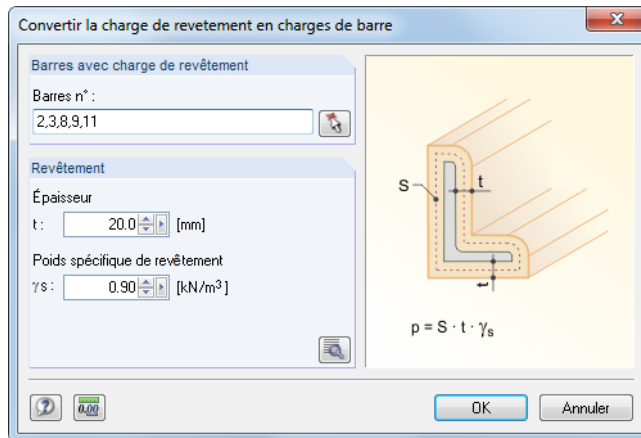 Convertir la charge de revetement en charges de barre
Barres avec charge de revêtement
Barres n° :
2,3,8,9,11
Revêtement
Épaisseur
t : 20.0 [mm]
Poids spécifique de revêtement
γs : 0.90 [kN/m³]
S
t
t
p = S · t · γs
0.00
OK
Annuler